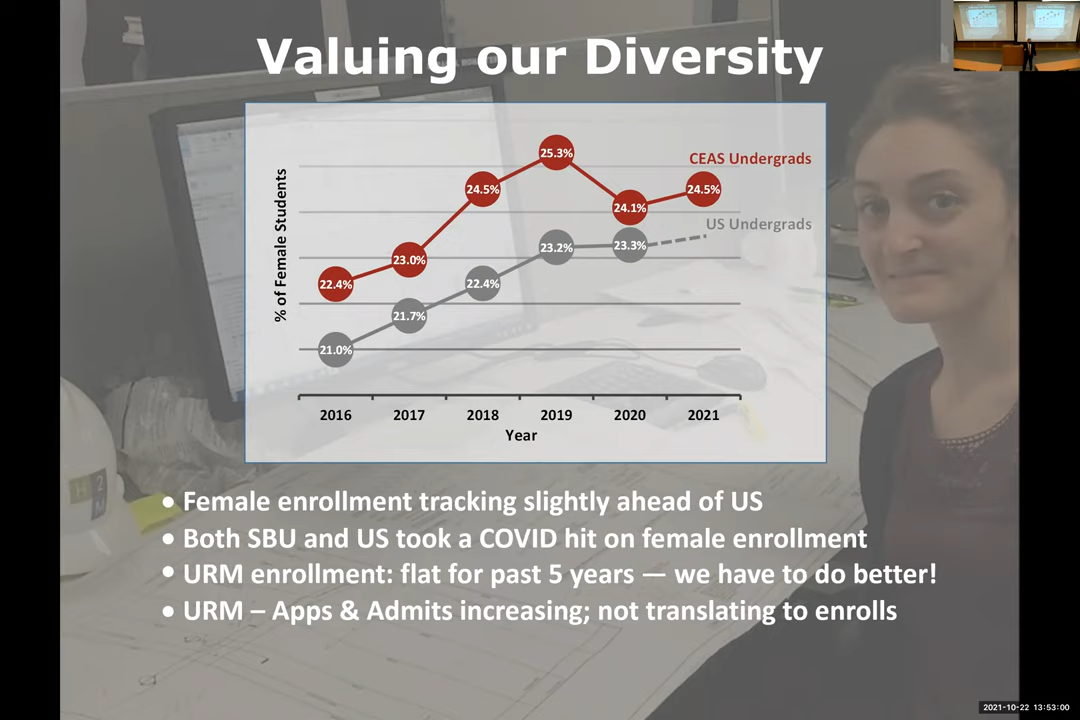 Valuing our Diversity
% of Female Students
25.3%
CEAS Undergrads
24.5%
24.5%
24.1%
US Undergrads
23.0%
23.2%
23.3%
22.4%
22.4%
21.7%
21.0%
2016 2017 2018 2019 2020 2021
Year
• Female enrollment tracking slightly ahead of US
• Both SBU and US took a COVID hit on female enrollment
• URM enrollment: flat for past 5 years — we have to do better!
• URM – Apps & Admits increasing; not translating to enrolls
2021-10-22 13:53:00